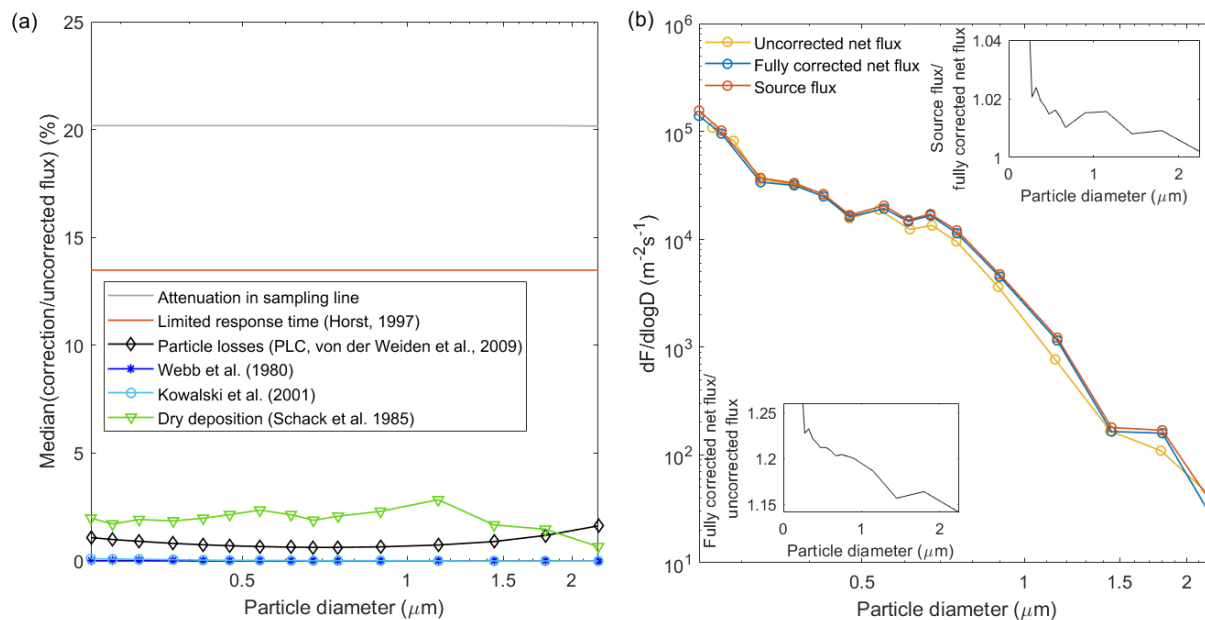 (a)
25
20
15
10
5
0
Median(correction/uncorrected flux) (%)
Attenuation in sampling line
Limited response time (Horst, 1997)
Particle losses (PLC, von der Weiden et al., 2009)
Webb et al. (1980)
Kowalski et al. (2001)
Dry deposition (Schack et al. 1985)
0.5
1
1.5
2
Particle diameter (μm)
(b)
10^6
10^5
10^4
10^3
10^2
10^1
dF/dlogD (m^-2s^-1)
Uncorrected net flux
Fully corrected net flux
Source flux
Source flux/
fully corrected net flux
1.04
1.02
1
0
1
2
Particle diameter (μm)
Fully corrected net flux/
uncorrected flux
1.25
1.2
1.15
0
1
2
Particle diameter (μm)
0.5
1
1.5
2
Particle diameter (μm)